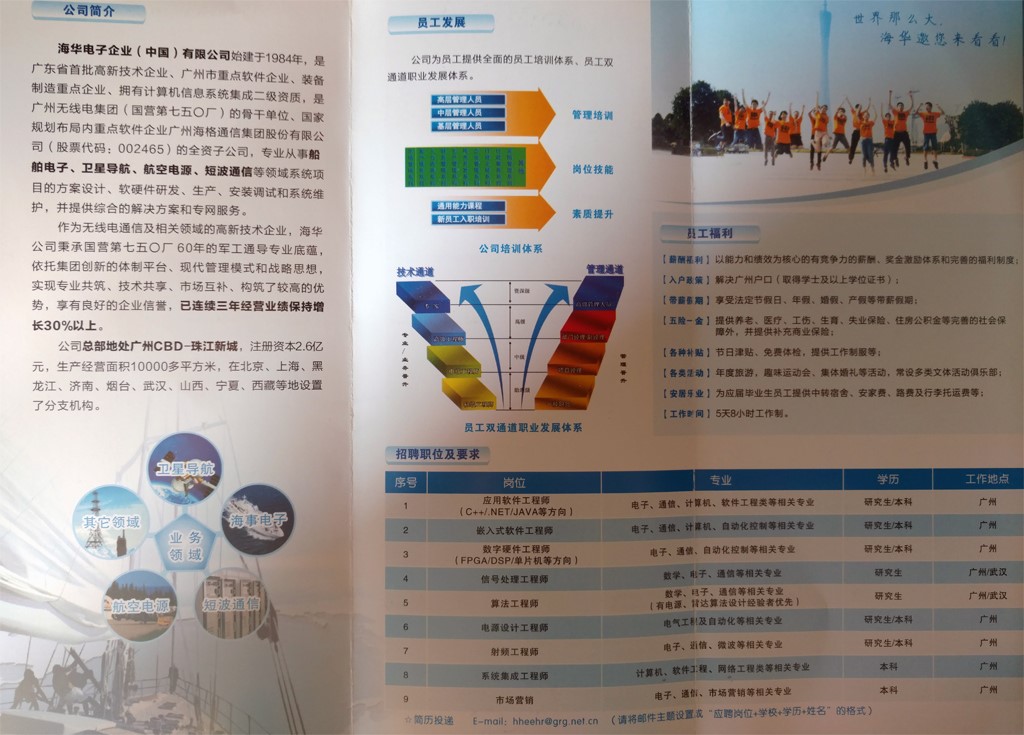 公司简介
海华电子企业（中国）有限公司始建于1984年，是
广东省首批高新技术企业、广州市重点软件企业、装备
制造重点企业、拥有计算机信息系统集成二级资质，是
广州无线电集团（国营第七五〇厂）的骨干单位、国家
规划布局内重点软件企业广州海格通信集团股份有限公
司（股票代码：002465）的全资子公司，专业从事船
舶电子、卫星导航、航空电源、短波通信等领域系统项
目的方案设计、软硬件研发、生产、安装调试和系统维
护，并提供综合的解决方案和专网服务。
作为无线电通信及相关领域的高新技术企业，海华
公司秉承国营第七五〇厂60年的军工通导专业底蕴，
依托集团创新的体制平台、现代管理模式和战略思想，
实现专业共筑、技术共享、市场互补、构筑了较高的优
势，享有良好的企业信誉，已连续三年经营业绩保持增
长30%以上。
公司总部地处广州CBD-珠江新城，注册资本2.6亿
元，生产经营面积10000多平方米，在北京、上海、黑
龙江、济南、烟台、武汉、山西、宁夏、西藏等地设置
了分支机构。
卫星导航
其它领域
海事电子
业务
领域
航空电源
短波通信
员工发展
公司为员工提供全面的员工培训体系、员工双
通道职业发展体系。
高层管理人员
中层管理人员
基层管理人员
管理培训
岗位技能
通用能力课程
新员工入职培训
素质提升
公司培训体系
技术通道
管理通道
员工双通道职业发展体系
世界那么大，
海华邀您来看看！
员工福利
【薪酬福利】以能力和绩效为核心的有竞争力的薪酬、奖金激励体系和完善的福利制度；
【入户政策】解决广州户口（取得学士及以上学位证书）；
【带薪假期】享受法定节假日、年假、婚假、产假等带薪假期；
【五险一金】提供养老、医疗、工伤、生育、失业保险、住房公积金等完善的社会保
障外，并提供补充商业保险；
【各种补贴】节日津贴、免费体检，提供工作制服等；
【各类活动】年度旅游，趣味运动会、集体婚礼等活动，常设多类文体活动俱乐部；
【安居乐业】为应届毕业生员工提供中转宿舍、安家费、路费及行李托运费等；
【工作时间】5天8小时工作制。
招聘职位及要求
序号 岗位 专业 学历 工作地点
1 应用软件工程师（C++/.NET/JAVA等方向） 电子、通信、计算机、软件工程类等相关专业 研究生/本科 广州
2 嵌入式软件工程师 电子、通信、计算机、自动化控制等相关专业 研究生/本科 广州
3 数字硬件工程师（FPGA/DSP/单片机等方向） 电子、通信、自动化控制等相关专业 研究生/本科 广州
4 信号处理工程师 数学、电子、通信等相关专业 研究生 广州/武汉
5 算法工程师 数学、电子、通信等相关专业（有电源、雷达算法设计经验者优先） 研究生 广州/武汉
6 电源设计工程师 电气工程及自动化等相关专业 研究生/本科 广州
7 射频工程师 电子、通信、微波等相关专业 研究生/本科 广州
8 系统集成工程师 计算机、软件工程、网络工程类等相关专业 本科 广州
9 市场营销 电子、通信、市场营销等相关专业 本科 广州
☆简历投递 E-mail：hheehr@grg.net.cn （请将邮件主题设置成“应聘岗位+学校+学历+姓名”的格式）